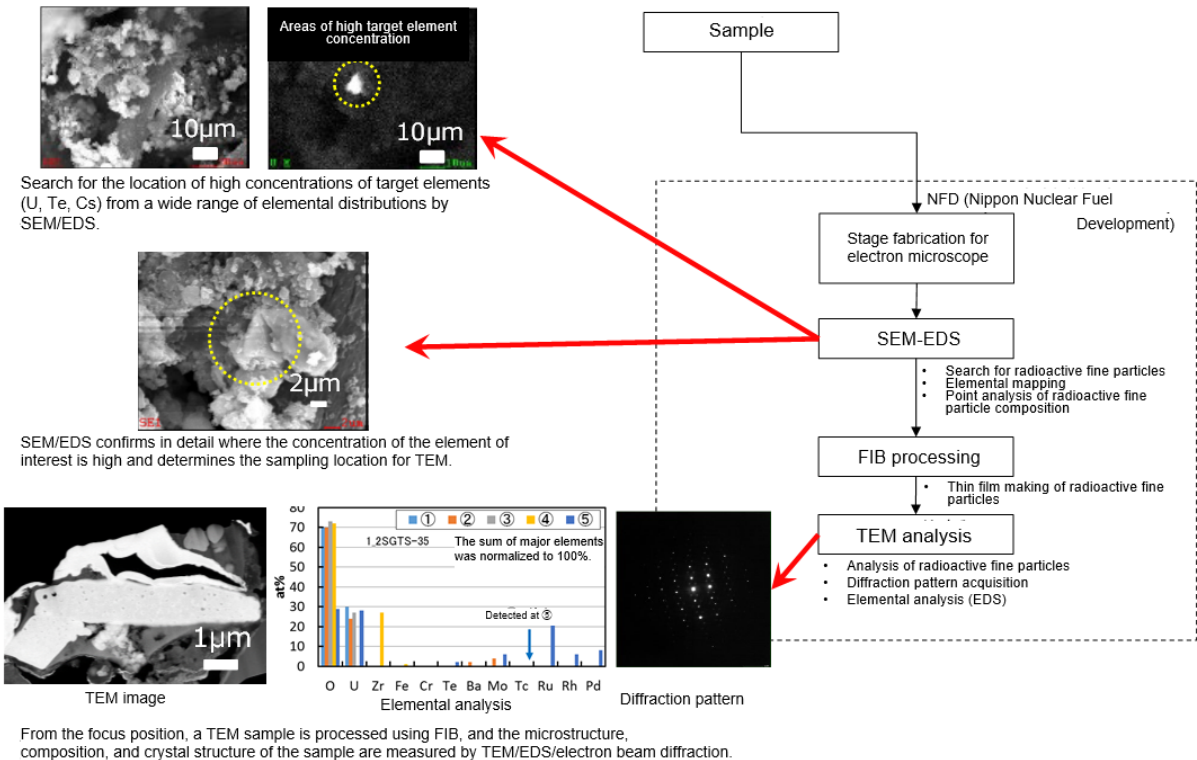 Areas of high target element
concentration
10μm
10μm
Search for the location of high concentrations of target elements
(U, Te, Cs) from a wide range of elemental distributions by
SEM/EDS.
2μm
SEI
SEM/EDS confirms in detail where the concentration of the element of
interest is high and determines the sampling location for TEM.
1μm
TEM image
80
70
60
50
40
30
20
10
0
at%
① ② ③ ④ ⑤
1_2SGTS-35
The sum of major elements
was normalized to 100%.
Detected at ⑤
O U Zr Fe Cr Te Ba Mo Tc Ru Rh Pd
Elemental analysis
Diffraction pattern
From the focus position, a TEM sample is processed using FIB, and the microstructure,
composition, and crystal structure of the sample are measured by TEM/EDS/electron beam diffraction.
Sample
NFD (Nippon Nuclear Fuel
Development)
Stage fabrication for
electron microscope
SEM-EDS
• Search for radioactive fine particles
• Elemental mapping
• Point analysis of radioactive fine
particle composition
FIB processing
• Thin film making of radioactive fine
particles
TEM analysis
• Analysis of radioactive fine particles
• Diffraction pattern acquisition
• Elemental analysis (EDS)